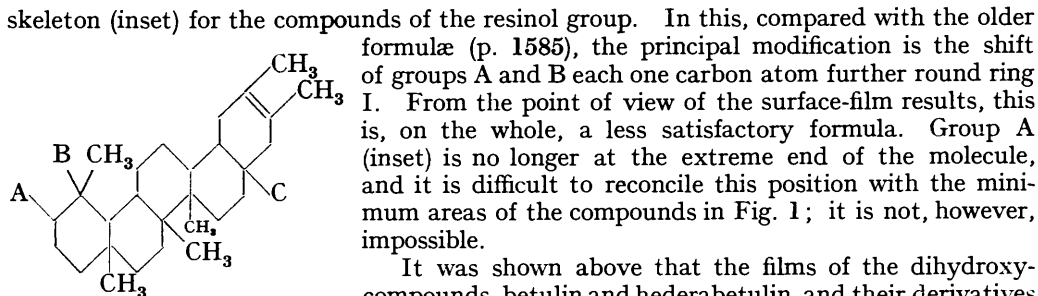 skeleton (inset) for the compounds of the resinol group. In this, compared with the older
formulæ (p. 1585), the principal modification is the shift
of groups A and B each one carbon atom further round ring
I. From the point of view of the surface-film results, this
is, on the whole, a less satisfactory formula. Group A
(inset) is no longer at the extreme end of the molecule,
and it is difficult to reconcile this position with the mini-
mum areas of the compounds in Fig. 1; it is not, however,
impossible.
It was shown above that the films of the dihydroxy-
compounds, betulin and hederabetulin, and their derivatives
CH3
CH3
B CH3
A
C
CH3
CH3
CH3